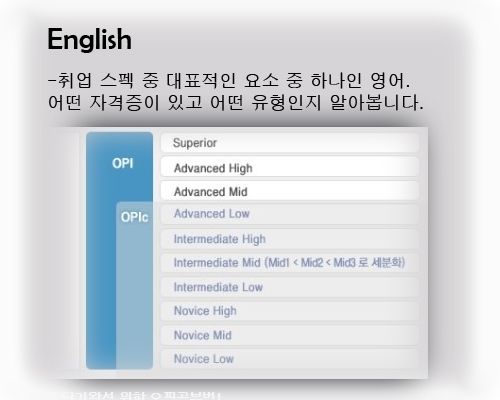 English
-취업 스펙 중 대표적인 요소 중 하나인 영어.
어떤 자격증이 있고 어떤 유형인지 알아봅니다.
OPI
Superior
Advanced High
Advanced Mid
OPIc
Advanced Low
Intermediate High
Intermediate Mid (Mid1 < Mid2 < Mid3 로 세분화)
Intermediate Low
Novice High
Novice Mid
Novice Low